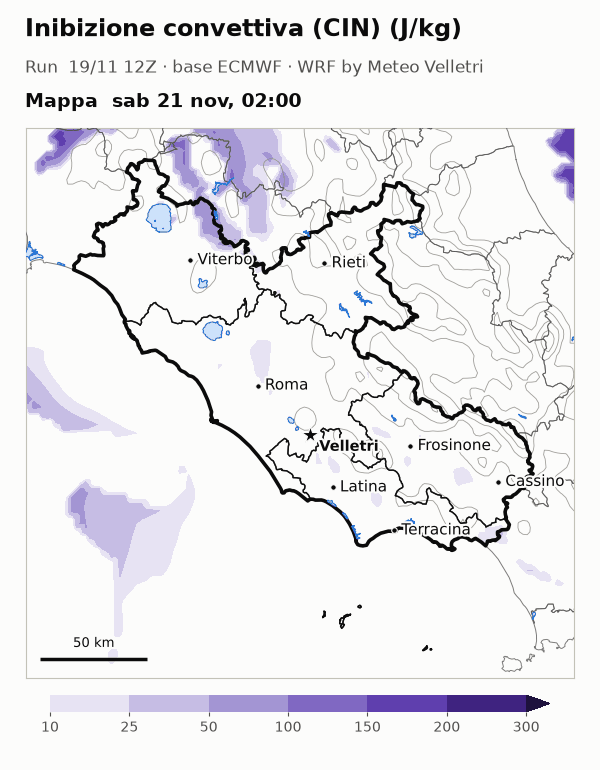 Inibizione convettiva (CIN) (J/kg)
Run 19/11 12Z · base ECMWF · WRF by Meteo Velletri
Mappa sab 21 nov, 02:00
Viterbo
Rieti
Roma
Velletri
Frosinone
Cassino
Latina
Terracina
50 km
10 25 50 100 150 200 300